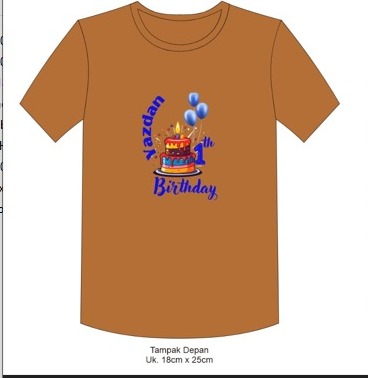 Yazdan
1th
Birthday
Tampak Depan
Uk. 18cm x 25cm